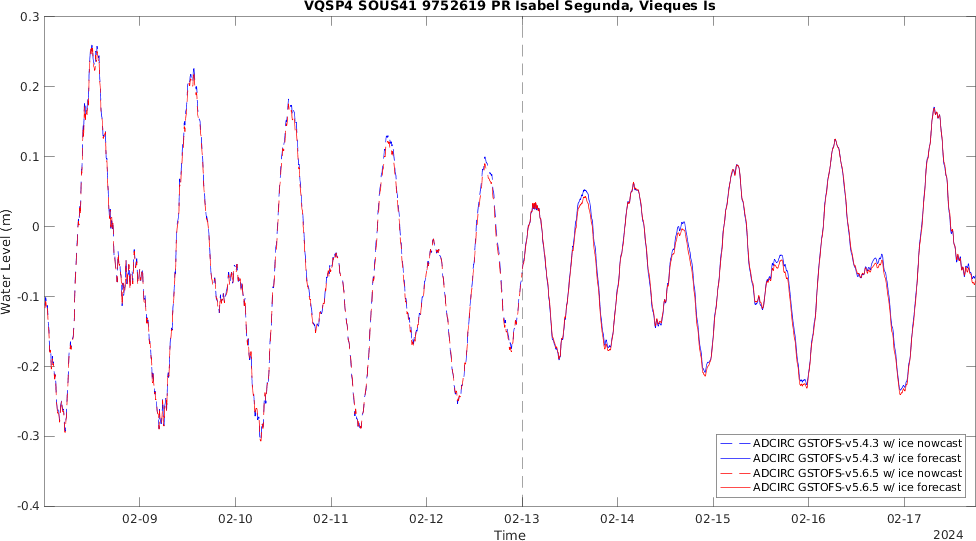 VQSP4 SOUS41 9752619 PR Isabel Segunda, Vieques Is
0.3
0.2
0.1
0
-0.1
-0.2
-0.3
-0.4
Water Level (m)
ADCIRC GSTOFS-v5.4.3 w/ ice nowcast
ADCIRC GSTOFS-v5.4.3 w/ ice forecast
ADCIRC GSTOFS-v5.6.5 w/ ice nowcast
ADCIRC GSTOFS-v5.6.5 w/ ice forecast
02-09 02-10 02-11 02-12 02-13 02-14 02-15 02-16 02-17
Time
2024